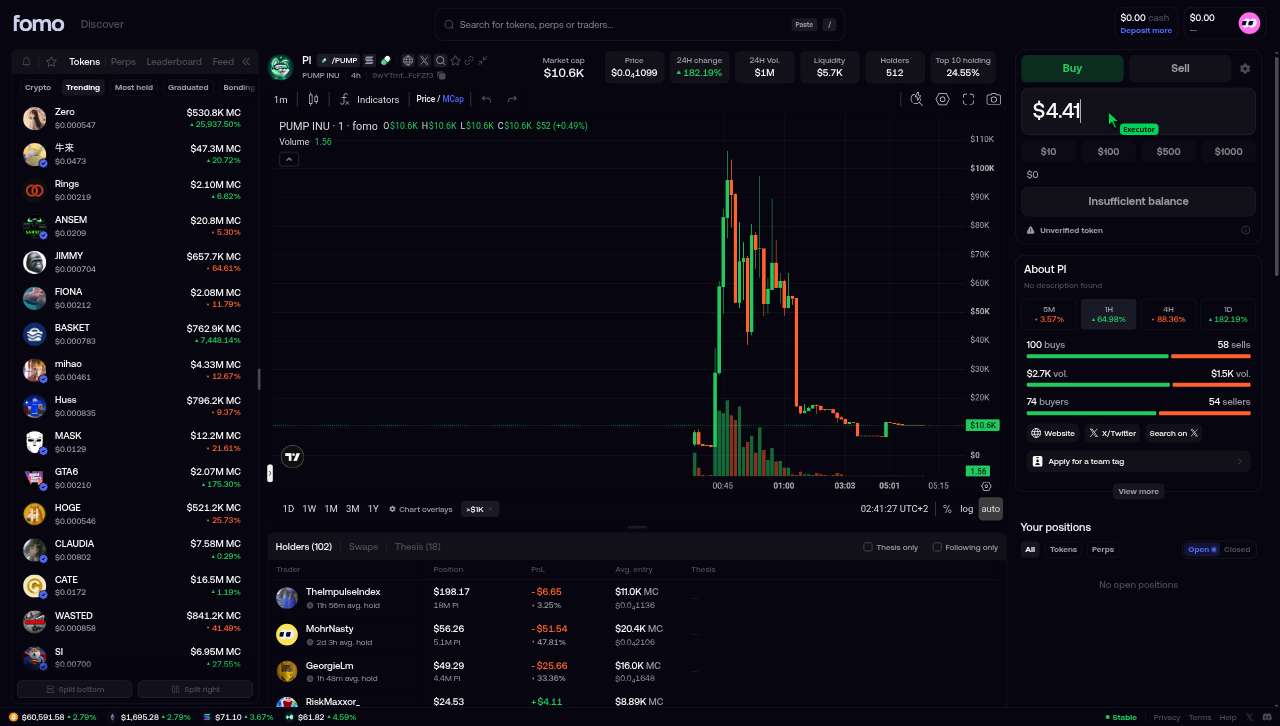 fomo Discover
Search for tokens, perps or traders... Paste /
$0.00 cash
Deposit more
$0.00
—
Tokens Perps Leaderboard Feed
Crypto Trending Most held Graduated Bonding
Zero $530.8K MC
$0.000547 25,937.50%
牛来 $47.3M MC
$0.0473 20.72%
Rings $2.10M MC
$0.00219 6.62%
ANSEM $20.8M MC
$0.0209 5.30%
JIMMY $657.7K MC
$0.000704 64.61%
FIONA $2.08M MC
$0.00212 11.79%
BASKET $762.9K MC
$0.000783 7,448.14%
mihao $4.33M MC
$0.00461 12.67%
Huss $796.2K MC
$0.000835 9.37%
MASK $12.2M MC
$0.0129 21.61%
GTA6 $2.07M MC
$0.00210 175.30%
HOGE $521.2K MC
$0.000546 25.73%
CLAUDIA $7.58M MC
$0.00802 0.29%
CATE $16.5M MC
$0.0172 1.19%
WASTED $841.2K MC
$0.000858 41.49%
SI $6.95M MC
$0.00700 27.55%
Split bottom Split right
PI /PUMP
PUMP INU 4h
Market cap
$10.6K
Price
$0.0₄1099
24H change
182.19%
24H Vol.
$1M
Liquidity
$5.7K
Holders
512
Top 10 holding
24.55%
1m Indicators Price / MCap
PUMP INU · 1 · fomo O$10.6K H$10.6K L$10.6K C$10.6K $52 (+0.49%)
Volume 1.56
$110K
$100K
$90K
$80K
$70K
$60K
$50K
$40K
$30K
$20K
$10.6K
$0
1.56
00:45 01:00 03:03 05:01 05:15
1D 1W 1M 3M 1Y Chart overlays >$1K
02:41:27 UTC+2 % log auto
Holders (102) Swaps Thesis (18) Thesis only Following only
Trader Position PnL Avg. entry Thesis
TheImpulseIndex $198.17 -$6.65 $11.0K MC
11h 56m avg. hold 18M PI 3.25% $0.0₄1136
MohrNasty $56.26 -$51.54 $20.4K MC
2d 3h avg. hold 5.1M PI 47.81% $0.0₄2106
GeorgieLm $49.29 -$25.66 $16.0K MC
1h 48m avg. hold 4.4M PI 33.36% $0.0₄1648
RiskMaxxor_ $24.53 +$4.11 $8.89K MC
Buy Sell
$4.41
Executor
$10 $100 $500 $1000
$0
Insufficient balance
Unverified token
About PI
No description found
5M 1H 4H 1D
3.57% 64.98% 88.36% 182.19%
100 buys 58 sells
$2.7K vol. $1.5K vol.
74 buyers 54 sellers
Website X/Twitter Search on X
Apply for a team tag
View more
Your positions
All Tokens Perps Open Closed
No open positions
$60,591.58 2.79% $1,695.28 2.79% $71.10 3.67% $61.82 4.59%
Stable Privacy Terms Help